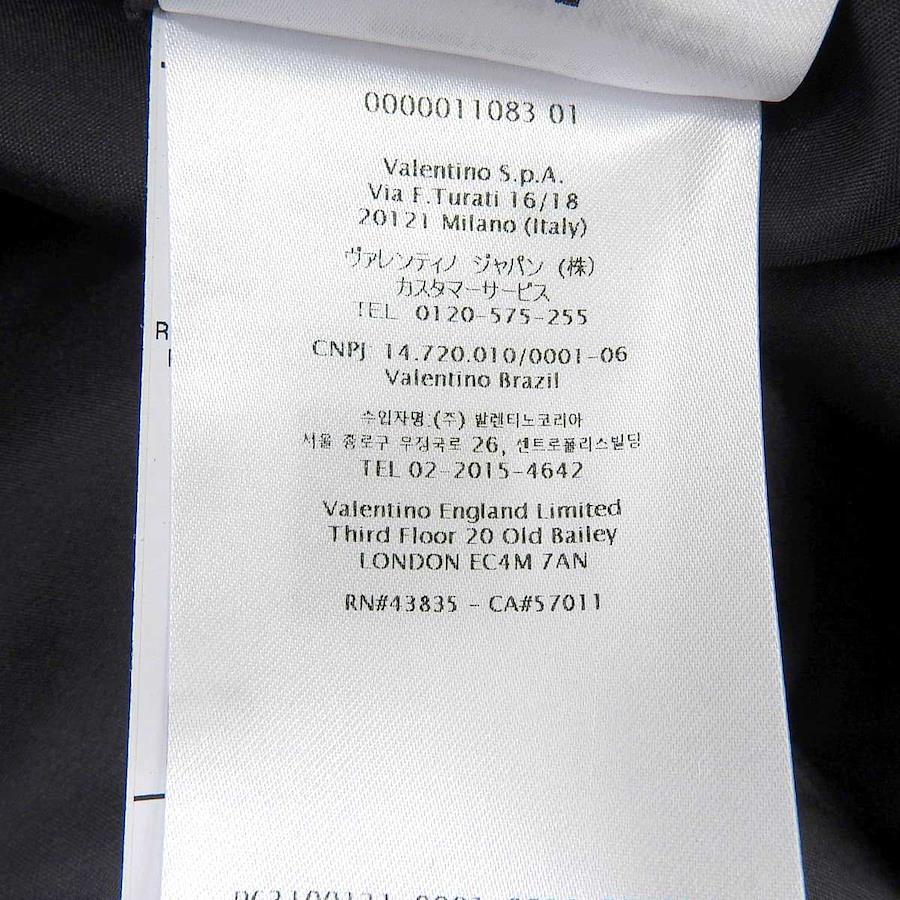 0000011083 01
Valentino S.p.A.
Via F.Turati 16/18
20121 Milano (Italy)
ヴァレンティノ ジャパン (株)
カスタマーサービス
TEL 0120-575-255
CNPJ 14.720.010/0001-06
Valentino Brazil
수입자명:(주) 발렌티노코리아
서울 종로구 우정국로 26, 센트로폴리스빌딩
TEL 02-2015-4642
Valentino England Limited
Third Floor 20 Old Bailey
LONDON EC4M 7AN
RN#43835 - CA#57011
R